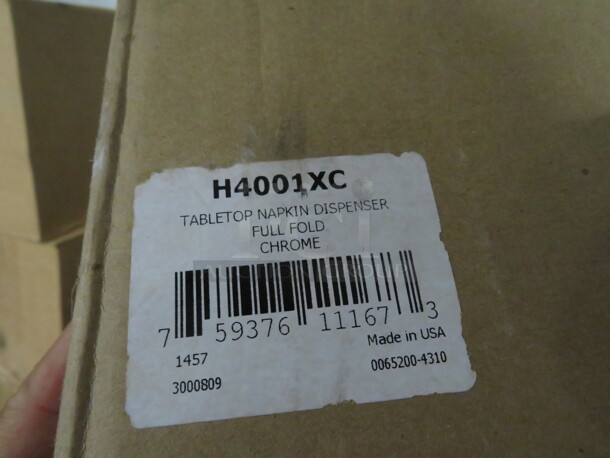 H4001XC
TABLETOP NAPKIN DISPENSER
FULL FOLD
CHROME
7 59376 11167 3
1457
Made in USA
3000809
0065200-4310